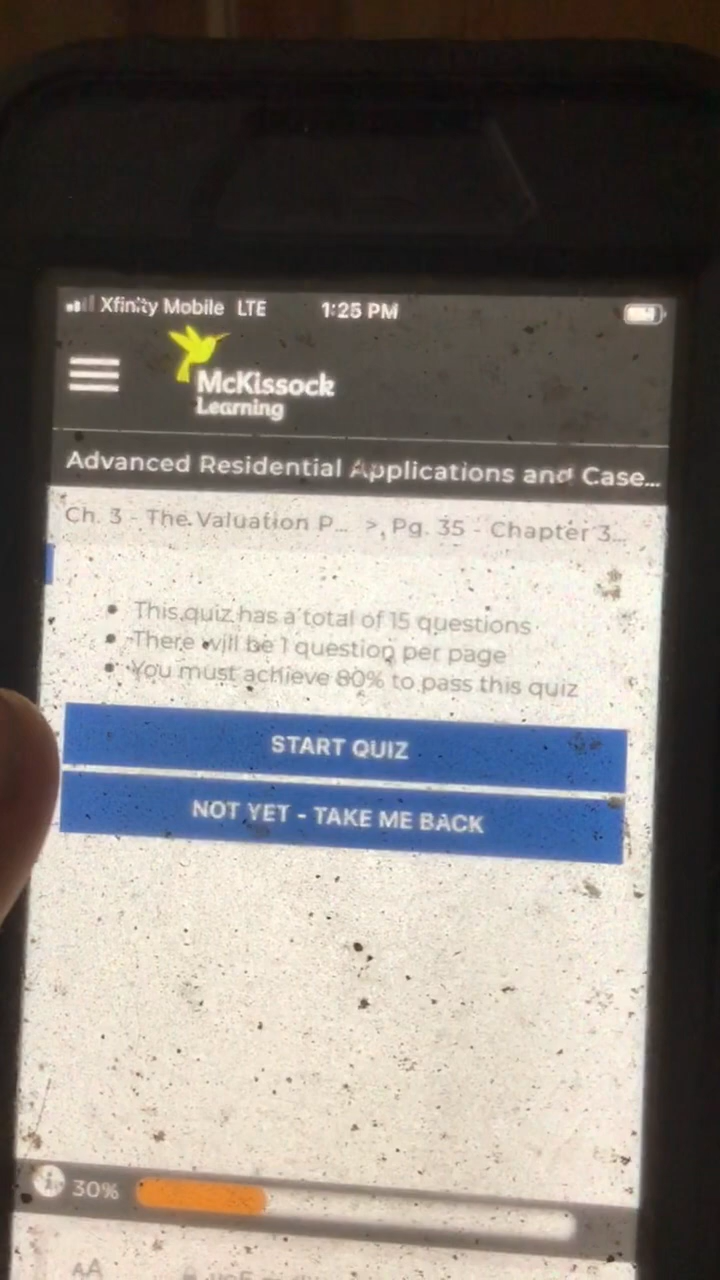 Xfinity Mobile LTE 1:25 PM
McKissock
Learning
Advanced Residential Applications and Case...
Ch. 3 - The Valuation P... > Pg. 35 - Chapter 3...
• This quiz has a total of 15 questions
• There will be 1 question per page
• You must achieve 80% to pass this quiz
START QUIZ
NOT YET - TAKE ME BACK
30%
AA